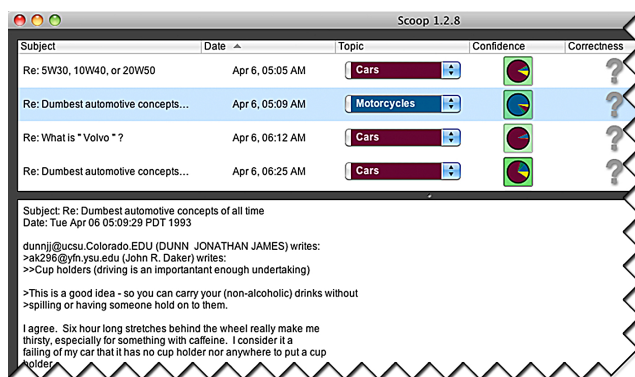 Scoop 1.2.8
Subject Date Topic Confidence Correctness
Re: 5W30, 10W40, or 20W50 Apr 6, 05:05 AM Cars ?
Re: Dumbest automotive concepts... Apr 6, 05:09 AM Motorcycles ?
Re: What is " Volvo " ? Apr 6, 06:12 AM Cars ?
Re: Dumbest automotive concepts... Apr 6, 06:25 AM Cars ?
Subject: Re: Dumbest automotive concepts of all time
Date: Tue Apr 06 05:09:29 PDT 1993
dunnjj@ucsu.Colorado.EDU (DUNN JONATHAN JAMES) writes:
>ak296@yfn.ysu.edu (John R. Daker) writes:
>>Cup holders (driving is an importantant enough undertaking)
>This is a good idea - so you can carry your (non-alcoholic) drinks without
>spilling or having someone hold on to them.
I agree. Six hour long stretches behind the wheel really make me
thirsty, especially for something with caffeine. I consider it a
failing of my car that it has no cup holder nor anywhere to put a cup
holder